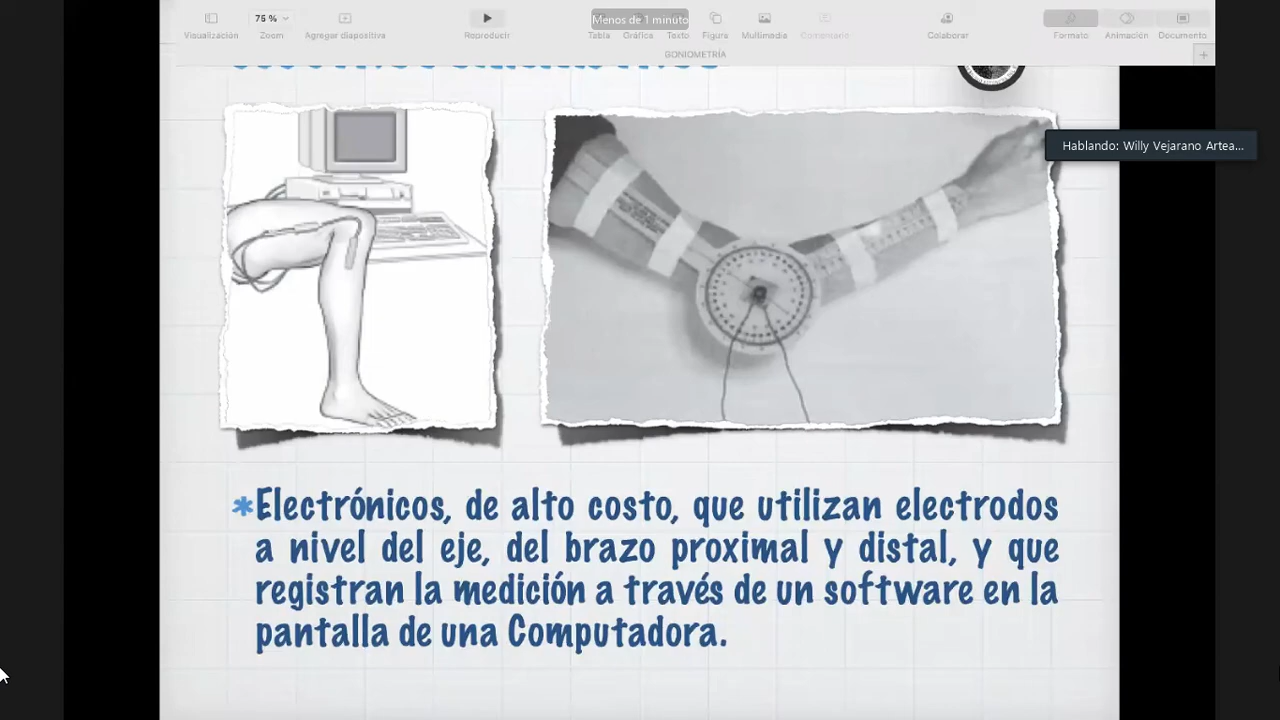 75 %
Menos de 1 minuto
Visualización
Zoom
Agregar diapositiva
Reproducir
Tabla
Gráfica
Texto
Figura
Multimedia
Comentario
Colaborar
Formato
Animación
Documento
GONIOMETRÍA
Hablando: Willy Vejarano Artea...
*Electrónicos, de alto costo, que utilizan electrodos
a nivel del eje, del brazo proximal y distal, y que
registran la medición a través de un software en la
pantalla de una Computadora.